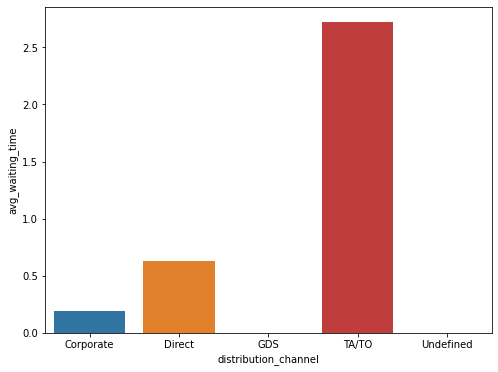 avg_waiting_time
2.5
2.0
1.5
1.0
0.5
0.0
Corporate Direct GDS TA/TO Undefined
distribution_channel